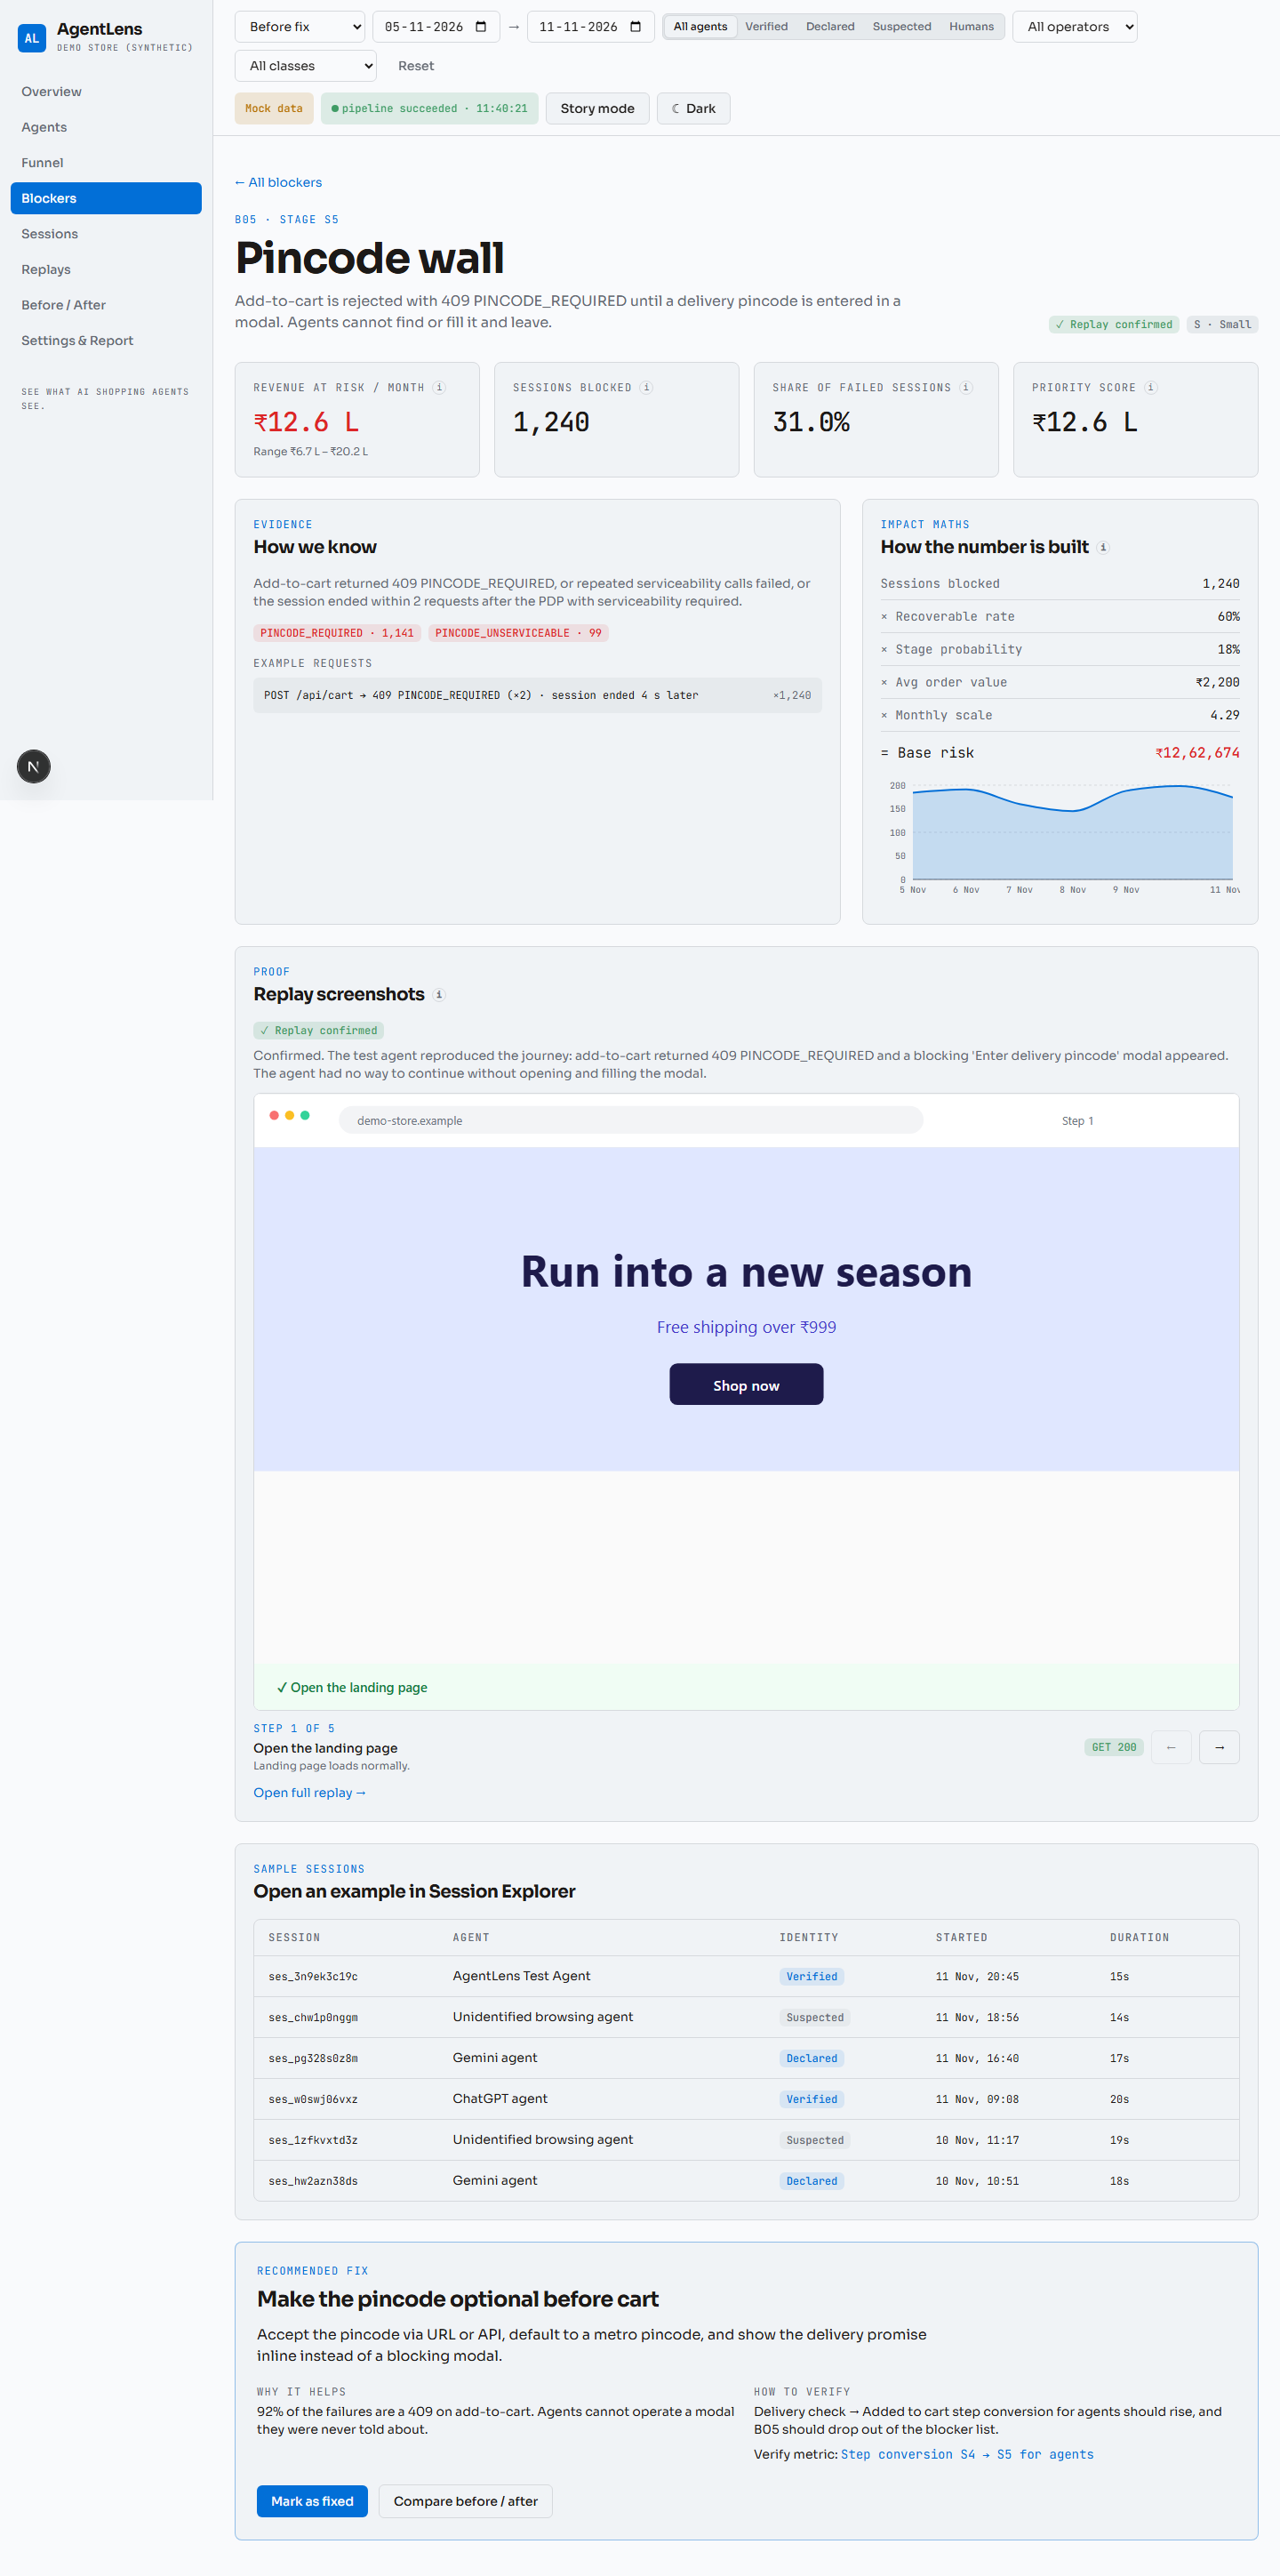 AL
AgentLens
DEMO STORE (SYNTHETIC)
Overview
Agents
Funnel
Blockers
Sessions
Replays
Before / After
Settings & Report
SEE WHAT AI SHOPPING AGENTS
SEE.
N
Before fix
05-11-2026
→
11-11-2026
All agents
Verified
Declared
Suspected
Humans
All operators
All classes
Reset
Mock data
pipeline succeeded · 11:40:21
Story mode
☾ Dark
← All blockers
B05 · STAGE S5
Pincode wall
Add-to-cart is rejected with 409 PINCODE_REQUIRED until a delivery pincode is entered in a
modal. Agents cannot find or fill it and leave.
✓ Replay confirmed
S · Small
REVENUE AT RISK / MONTH i
₹12.6 L
Range ₹6.7 L – ₹20.2 L
SESSIONS BLOCKED i
1,240
SHARE OF FAILED SESSIONS i
31.0%
PRIORITY SCORE i
₹12.6 L
EVIDENCE
How we know
Add-to-cart returned 409 PINCODE_REQUIRED, or repeated serviceability calls failed, or
the session ended within 2 requests after the PDP with serviceability required.
PINCODE_REQUIRED · 1,141
PINCODE_UNSERVICEABLE · 99
EXAMPLE REQUESTS
POST /api/cart → 409 PINCODE_REQUIRED (×2) · session ended 4 s later ×1,240
IMPACT MATHS
How the number is built i
Sessions blocked 1,240
× Recoverable rate 60%
× Stage probability 18%
× Avg order value ₹2,200
× Monthly scale 4.29
= Base risk ₹12,62,674
200
150
100
50
0
5 Nov 6 Nov 7 Nov 8 Nov 9 Nov 11 Nov
PROOF
Replay screenshots i
✓ Replay confirmed
Confirmed. The test agent reproduced the journey: add-to-cart returned 409 PINCODE_REQUIRED and a blocking 'Enter delivery pincode' modal appeared.
The agent had no way to continue without opening and filling the modal.
demo-store.example
Step 1
Run into a new season
Free shipping over ₹999
Shop now
✓ Open the landing page
STEP 1 OF 5
Open the landing page
Landing page loads normally.
GET 200
←
→
Open full replay →
SAMPLE SESSIONS
Open an example in Session Explorer
SESSION AGENT IDENTITY STARTED DURATION
ses_3n9ek3c19c AgentLens Test Agent Verified 11 Nov, 20:45 15s
ses_chw1p0nggm Unidentified browsing agent Suspected 11 Nov, 18:56 14s
ses_pg328s0z8m Gemini agent Declared 11 Nov, 16:40 17s
ses_w0swj06vxz ChatGPT agent Verified 11 Nov, 09:08 20s
ses_1zfkvxtd3z Unidentified browsing agent Suspected 10 Nov, 11:17 19s
ses_hw2azn38ds Gemini agent Declared 10 Nov, 10:51 18s
RECOMMENDED FIX
Make the pincode optional before cart
Accept the pincode via URL or API, default to a metro pincode, and show the delivery promise
inline instead of a blocking modal.
WHY IT HELPS
92% of the failures are a 409 on add-to-cart. Agents cannot operate a modal
they were never told about.
HOW TO VERIFY
Delivery check → Added to cart step conversion for agents should rise, and
B05 should drop out of the blocker list.
Verify metric: Step conversion S4 → S5 for agents
Mark as fixed
Compare before / after